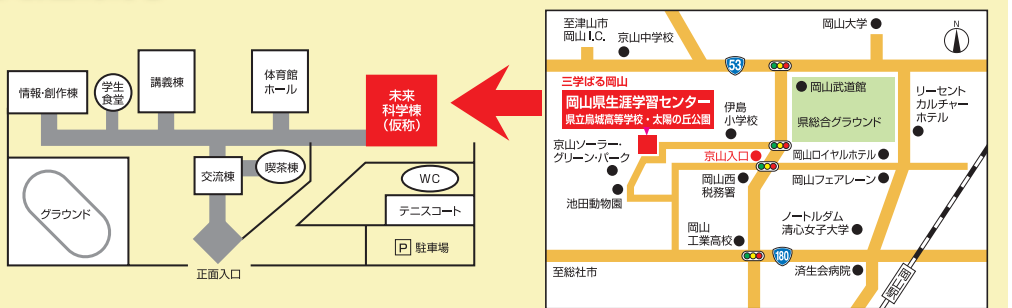 情報・創作棟
学生
食堂
講義棟
体育館
ホール
未来
科学棟
(仮称)
交流棟
喫茶棟
WC
テニスコート
P 駐車場
グラウンド
正面入口
至津山市
岡山I.C.
京山中学校
岡山大学
N
53
三学ばる岡山
岡山県生涯学習センター
県立烏城高等学校・太陽の丘公園
伊島
小学校
岡山武道館
県総合グラウンド
リーセント
カルチャー
ホテル
京山ソーラー・
グリーン・パーク
京山入口
岡山ロイヤルホテル
池田動物園
岡山西
税務署
岡山フェアレーン
岡山
工業高校
ノートルダム
清心女子大学
180
至総社市
済生会病院
岡山駅